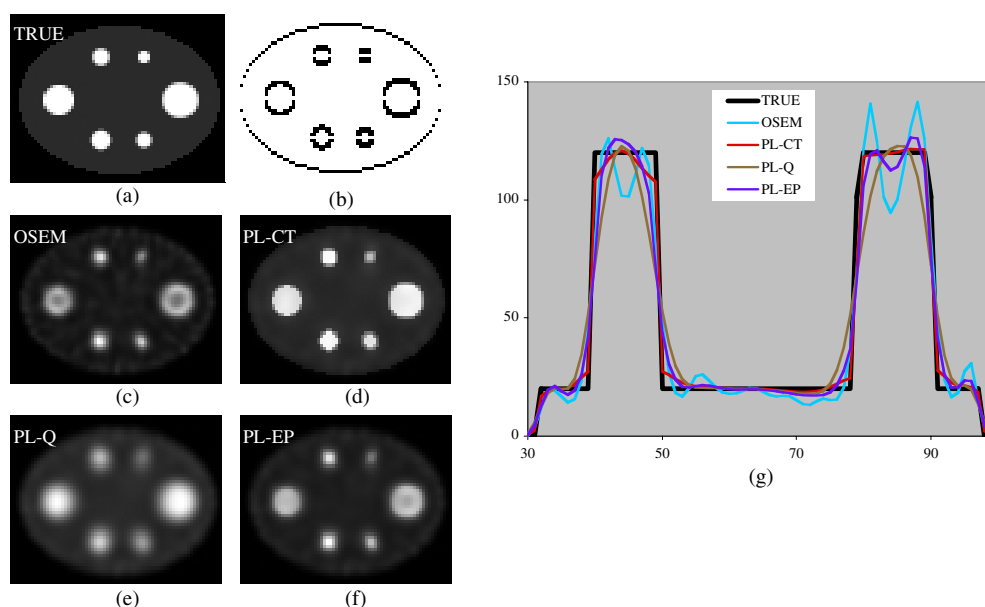 TRUE
(a)
(b)
OSEM
PL-CT
(c)
(d)
PL-Q
PL-EP
(e)
(f)
150
100
50
0
30
50
70
90
TRUE
OSEM
PL-CT
PL-Q
PL-EP
(g)